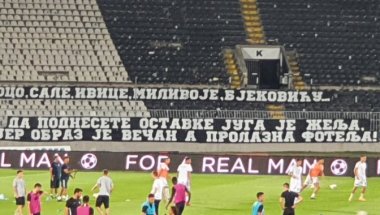 К
ОЦО, САЛЕ, ИВИЦЕ, МИЛИВОЈЕ, БЈЕКОВИЋУ...
ДА ПОДНЕСЕТЕ ОСТАВКЕ ЈУГА ЈЕ ЖЕЉА,
ЈЕР ОБРАЗ ЈЕ ВЕЧАН А ПРОЛАЗНА ФОТЕЉА!
FOR REAL MA FOR REAL MA